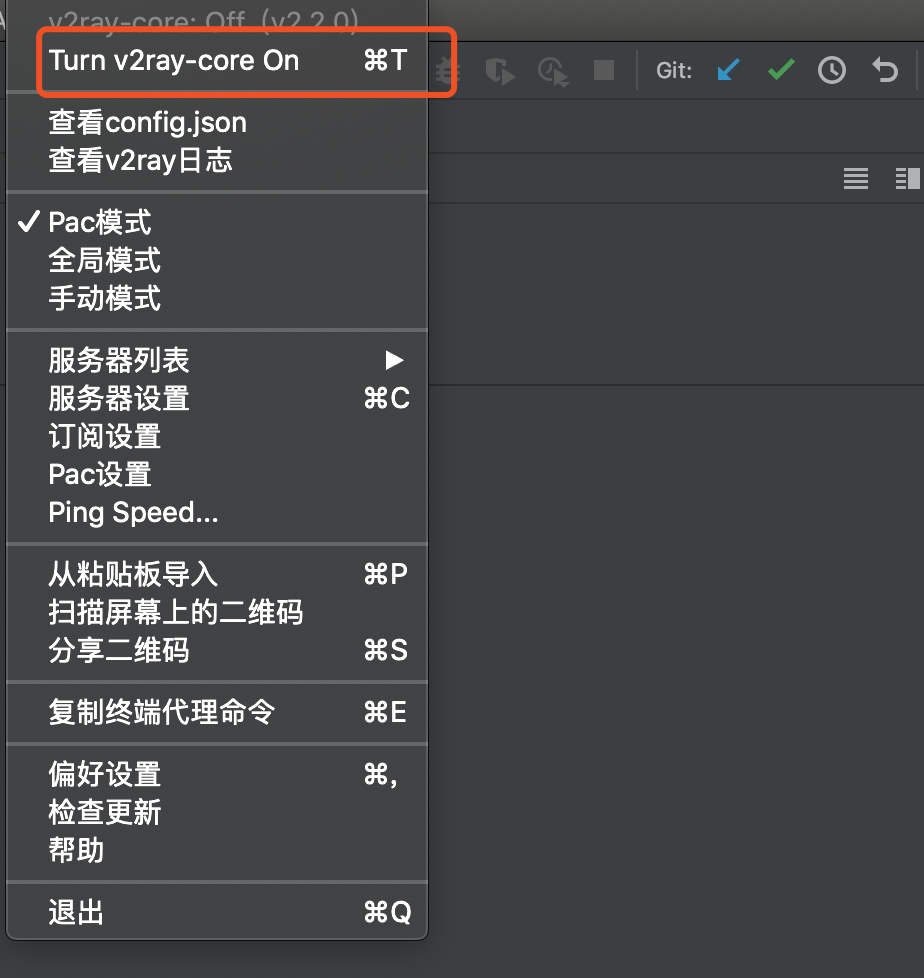 v2ray-core: Off (v2.2.0)
Turn v2ray-core On ⌘T
Git:
查看config.json
查看v2ray日志
✓ Pac模式
全局模式
手动模式
服务器列表 ▶
服务器设置 ⌘C
订阅设置
Pac设置
Ping Speed...
从粘贴板导入 ⌘P
扫描屏幕上的二维码
分享二维码 ⌘S
复制终端代理命令 ⌘E
偏好设置 ⌘,
检查更新
帮助
退出 ⌘Q